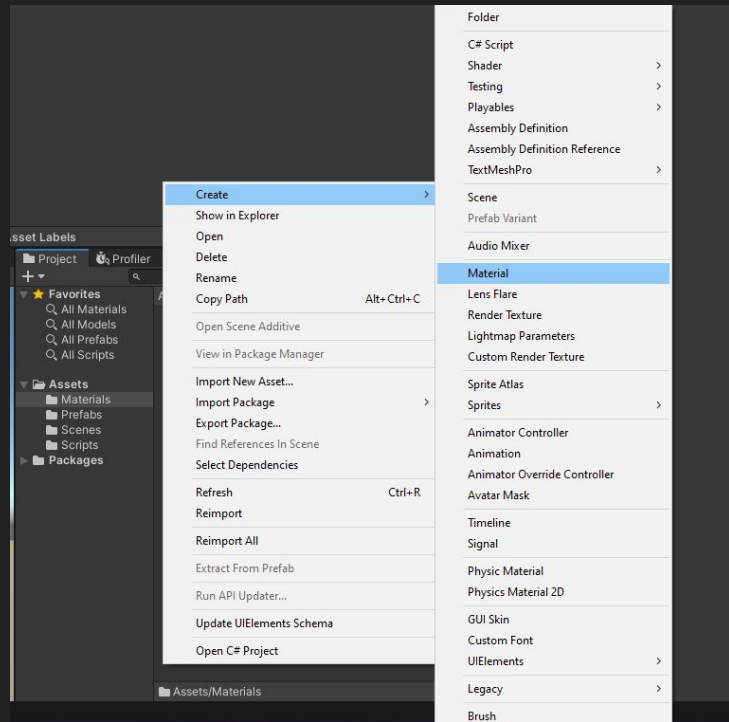 Asset Labels
Project
Profiler
Favorites
All Materials
All Models
All Prefabs
All Scripts
Assets
Materials
Prefabs
Scenes
Scripts
Packages
Assets/Materials
Create
Show in Explorer
Open
Delete
Rename
Copy Path Alt+Ctrl+C
Open Scene Additive
View in Package Manager
Import New Asset...
Import Package
Export Package...
Find References In Scene
Select Dependencies
Refresh Ctrl+R
Reimport
Reimport All
Extract From Prefab
Run API Updater...
Update UIElements Schema
Open C# Project
Folder
C# Script
Shader
Testing
Playables
Assembly Definition
Assembly Definition Reference
TextMeshPro
Scene
Prefab Variant
Audio Mixer
Material
Lens Flare
Render Texture
Lightmap Parameters
Custom Render Texture
Sprite Atlas
Sprites
Animator Controller
Animation
Animator Override Controller
Avatar Mask
Timeline
Signal
Physic Material
Physics Material 2D
GUI Skin
Custom Font
UIElements
Legacy
Brush